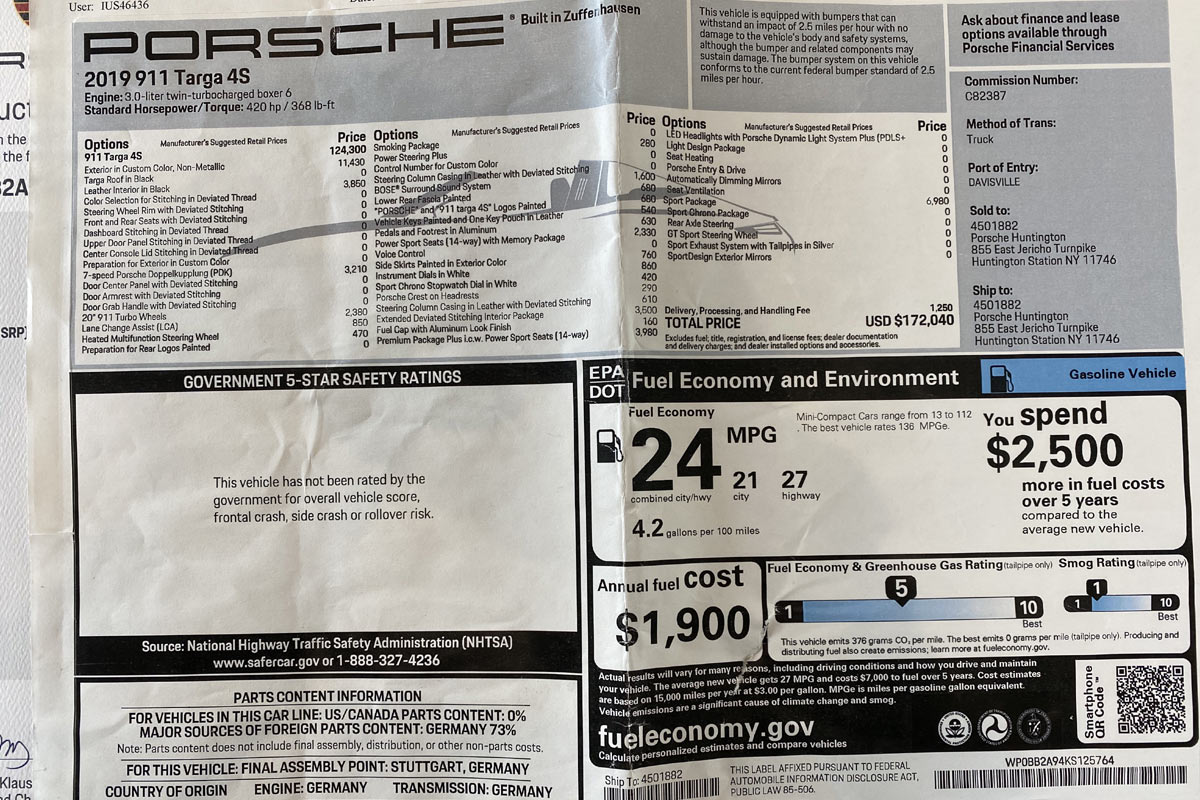 User: IUS46436
PORSCHE ® Built in Zuffenhausen
2019 911 Targa 4S
Engine: 3.0-liter twin-turbocharged boxer 6
Standard Horsepower/Torque: 420 hp / 368 lb-ft
This vehicle is equipped with bumpers that can
withstand an impact of 2.5 miles per hour with no
damage to the vehicle's body and safety systems,
although the bumper and related components may
sustain damage. The bumper system on this vehicle
conforms to the current federal bumper standard of 2.5
miles per hour.
Ask about finance and lease
options available through
Porsche Financial Services
Commission Number:
C82387
Method of Trans:
Truck
Port of Entry:
DAVISVILLE
Sold to:
4501882
Porsche Huntington
855 East Jericho Turnpike
Huntington Station NY 11746
Ship to:
4501882
Porsche Huntington
855 East Jericho Turnpike
Huntington Station NY 11746
Options Manufacturer's Suggested Retail Prices Price
911 Targa 4S 124,300
Exterior in Custom Color, Non-Metallic 11,430
Targa Roof in Black 0
Leather Interior in Black 3,850
Color Selection for Stitching in Deviated Thread 0
Steering Wheel Rim with Deviated Stitching 0
Front and Rear Seats with Deviated Stitching 0
Dashboard Stitching in Deviated Thread 0
Upper Door Panel Stitching in Deviated Thread 0
Center Console Lid Stitching in Deviated Thread 0
Preparation for Exterior in Custom Color 0
7-speed Porsche Doppelkupplung (PDK) 3,210
Door Center Panel with Deviated Stitching 0
Door Armrest with Deviated Stitching 0
Door Grab Handle with Deviated Stitching 0
20" 911 Turbo Wheels 2,380
Lane Change Assist (LCA) 850
Heated Multifunction Steering Wheel 470
Preparation for Rear Logos Painted 0
Options Manufacturer's Suggested Retail Prices Price
Smoking Package 0
Power Steering Plus 280
Control Number for Custom Color 0
Steering Column Casing in Leather with Deviated Stitching 0
BOSE® Surround Sound System 1,600
Lower Rear Fascia Painted 680
"PORSCHE" and "911 targa 4S" Logos Painted 680
Vehicle Keys Painted and One Key Pouch in Leather 540
Pedals and Footrest in Aluminum 630
Power Sport Seats (14-way) with Memory Package 2,330
Voice Control 0
Side Skirts Painted in Exterior Color 760
Instrument Dials in White 860
Sport Chrono Stopwatch Dial in White 420
Porsche Crest on Headrests 290
Steering Column Casing in Leather with Deviated Stitching 610
Extended Deviated Stitching Interior Package 3,500
Fuel Cap with Aluminum Look Finish 160
Premium Package Plus i.c.w. Power Sport Seats (14-way) 3,980
Options Manufacturer's Suggested Retail Prices Price
LED Headlights with Porsche Dynamic Light System Plus (PDLS+ 0
Light Design Package 0
Seat Heating 0
Porsche Entry & Drive 0
Automatically Dimming Mirrors 0
Seat Ventilation 0
Sport Package 6,980
Sport Chrono Package 0
Rear Axle Steering 0
GT Sport Steering Wheel 0
Sport Exhaust System with Tailpipes in Silver 0
SportDesign Exterior Mirrors 0
Delivery, Processing, and Handling Fee 1,250
TOTAL PRICE USD $172,040
Excludes fuel; title, registration, and license fees; dealer documentation
and delivery charges; and dealer installed options and accessories.
GOVERNMENT 5-STAR SAFETY RATINGS
This vehicle has not been rated by the
government for overall vehicle score,
frontal crash, side crash or rollover risk.
Source: National Highway Traffic Safety Administration (NHTSA)
www.safercar.gov or 1-888-327-4236
PARTS CONTENT INFORMATION
FOR VEHICLES IN THIS CAR LINE: US/CANADA PARTS CONTENT: 0%
MAJOR SOURCES OF FOREIGN PARTS CONTENT: GERMANY 73%
Note: Parts content does not include final assembly, distribution, or other non-parts costs.
FOR THIS VEHICLE: FINAL ASSEMBLY POINT: STUTTGART, GERMANY
COUNTRY OF ORIGIN ENGINE: GERMANY TRANSMISSION: GERMANY
EPA
DOT
Fuel Economy and Environment
Gasoline Vehicle
Fuel Economy
24 MPG
combined city/hwy
21 city
27 highway
4.2 gallons per 100 miles
Mini-Compact Cars range from 13 to 112
. The best vehicle rates 136 MPGe.
You spend
$2,500
more in fuel costs
over 5 years
compared to the
average new vehicle.
Annual fuel cost
$1,900
Fuel Economy & Greenhouse Gas Rating (tailpipe only)
5
1 10
Best
Smog Rating (tailpipe only)
1
1 10
Best
This vehicle emits 376 grams CO2 per mile. The best emits 0 grams per mile (tailpipe only). Producing and
distributing fuel also create emissions; learn more at fueleconomy.gov.
Actual results will vary for many reasons, including driving conditions and how you drive and maintain
your vehicle. The average new vehicle gets 27 MPG and costs $7,000 to fuel over 5 years. Cost estimates
are based on 15,000 miles per year at $3.00 per gallon. MPGe is miles per gasoline gallon equivalent.
Vehicle emissions are a significant cause of climate change and smog.
fueleconomy.gov
Calculate personalized estimates and compare vehicles
Smartphone
QR Code™
Ship To: 4501882
THIS LABEL AFFIXED PURSUANT TO FEDERAL
AUTOMOBILE INFORMATION DISCLOSURE ACT,
PUBLIC LAW 85-506.
WP0BB2A94KS125764
Klaus